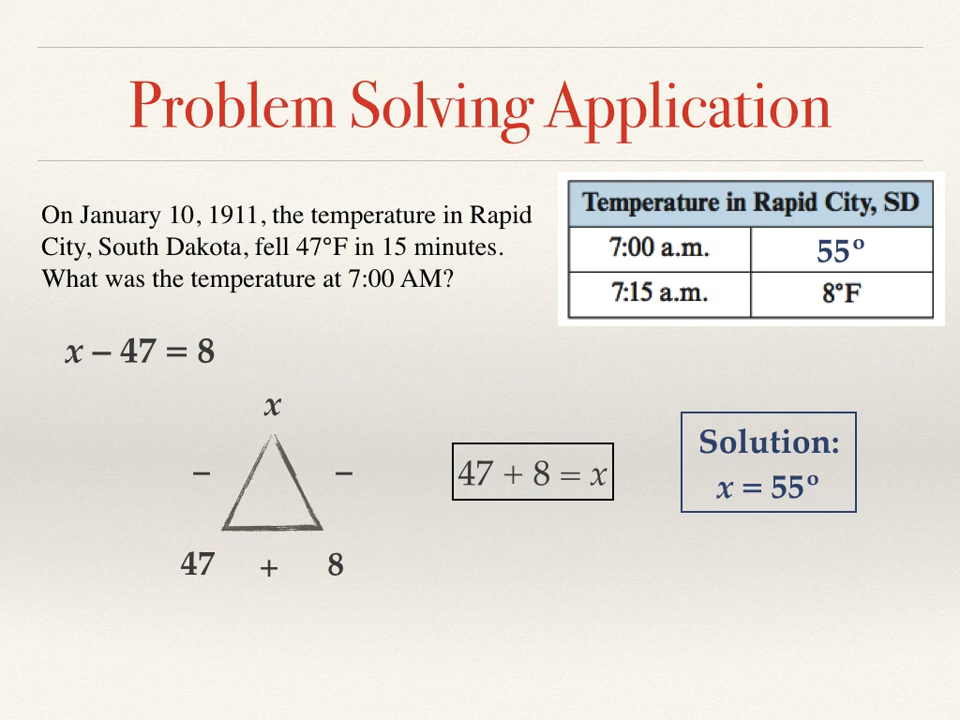 Problem Solving Application
On January 10, 1911, the temperature in Rapid
City, South Dakota, fell 47°F in 15 minutes.
What was the temperature at 7:00 AM?
Temperature in Rapid City, SD
7:00 a.m. 55º
7:15 a.m. 8°F
x – 47 = 8
x
– –
47 + 8
47 + 8 = x
Solution:
x = 55º